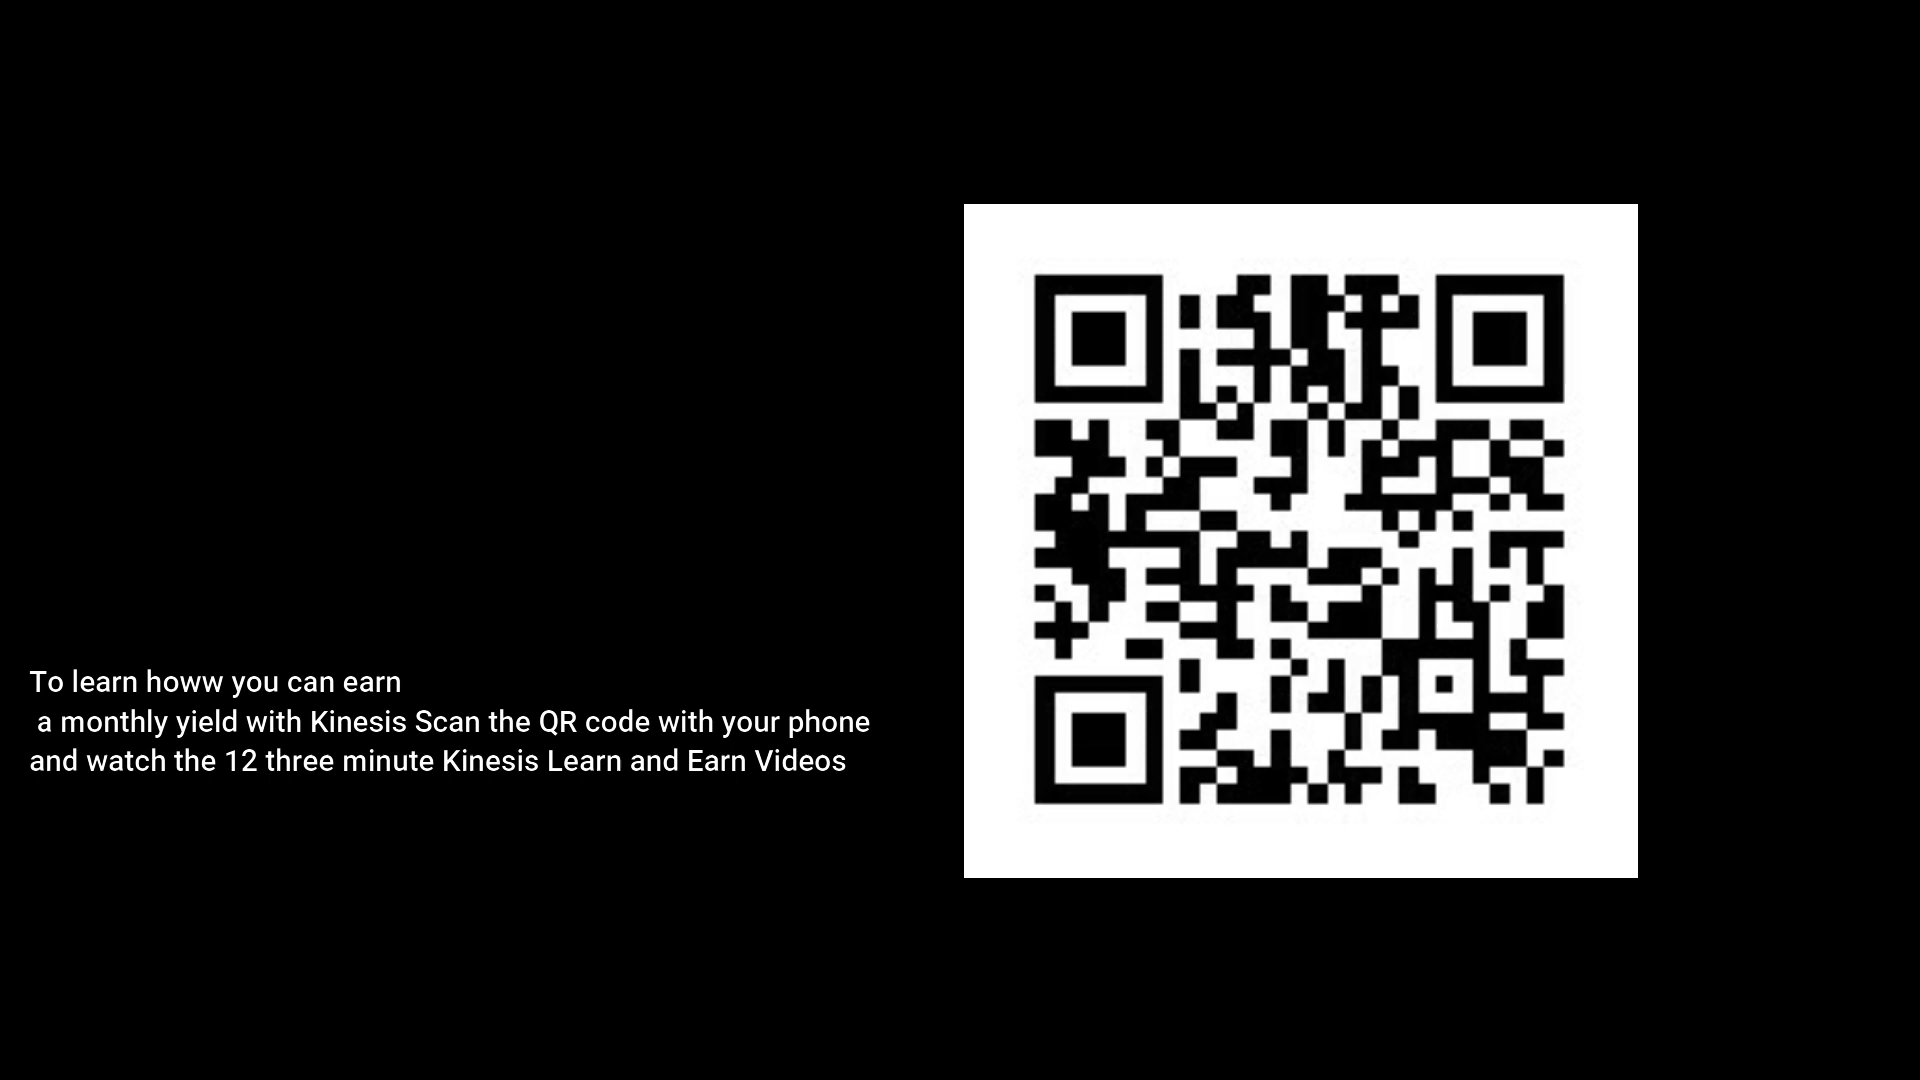 To learn howw you can earn
a monthly yield with Kinesis Scan the QR code with your phone
and watch the 12 three minute Kinesis Learn and Earn Videos